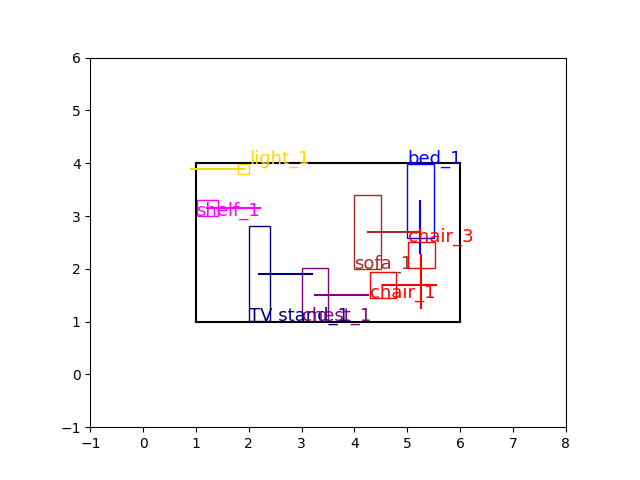 6
5
4
3
2
1
0
−1
light_1
bed_1
shelf_1
chair_3
sofa_1
chair_1
TV stand_1
chest_1
−1 0 1 2 3 4 5 6 7 8